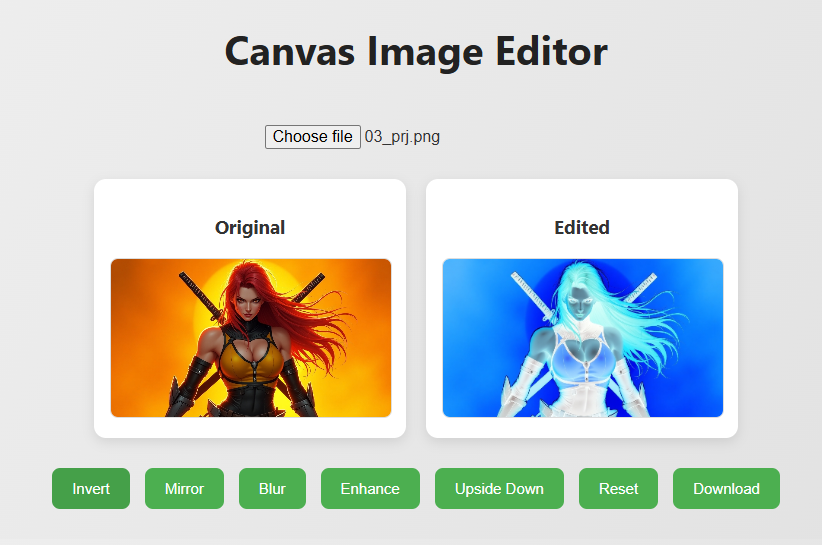 Canvas Image Editor
Choose file 03_prj.png
Original
Edited
Invert
Mirror
Blur
Enhance
Upside Down
Reset
Download